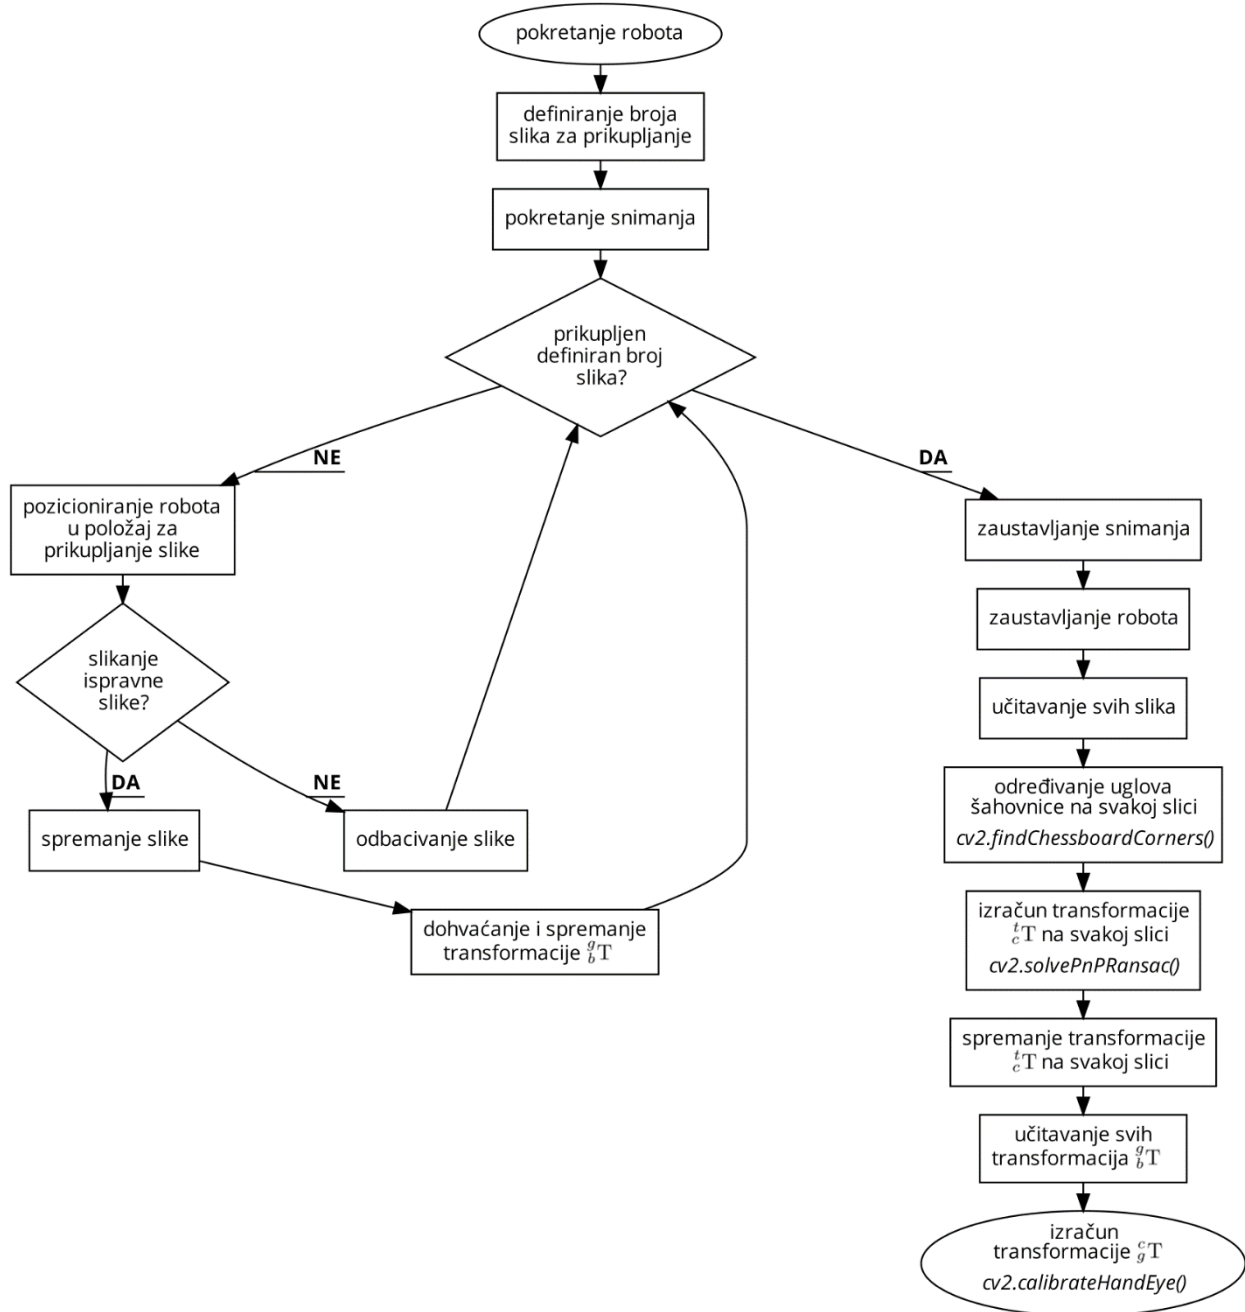 pokretanje robota
definiranje broja
slika za prikupljanje
pokretanje snimanja
prikupljen
definiran broj
slika?
NE
DA
pozicioniranje robota
u položaj za
prikupljanje slike
slikanje
ispravne
slike?
DA
NE
spremanje slike
odbacivanje slike
dohvaćanje i spremanje
transformacije ᵍ_bT
zaustavljanje snimanja
zaustavljanje robota
učitavanje svih slika
određivanje uglova
šahovnice na svakoj slici
cv2.findChessboardCorners()
izračun transformacije
ᵗ_cT na svakoj slici
cv2.solvePnPRansac()
spremanje transformacije
ᵗ_cT na svakoj slici
učitavanje svih
transformacija ᵍ_bT
izračun
transformacije ᶜ_gT
cv2.calibrateHandEye()